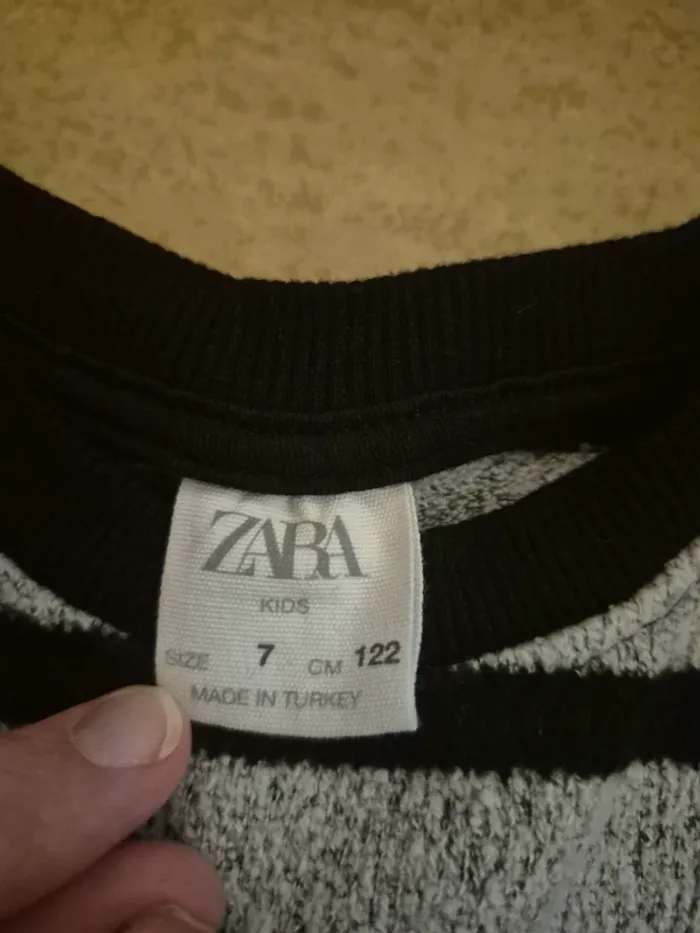 ZARA
KIDS
SIZE 7 CM 122
MADE IN TURKEY